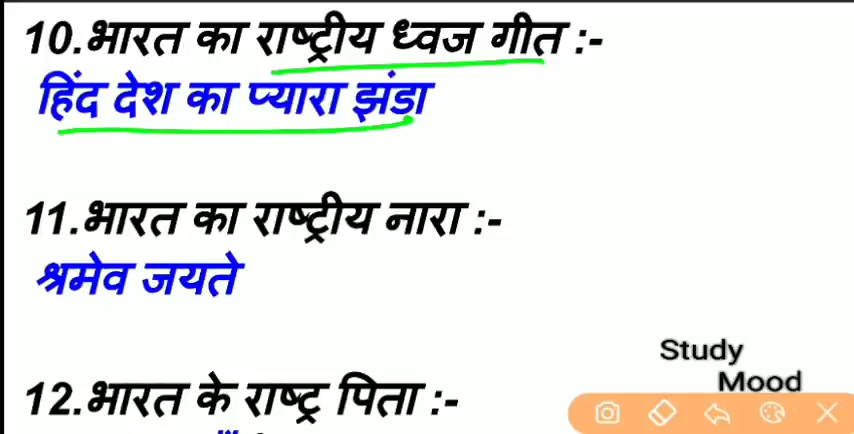 10.भारत का राष्ट्रीय ध्वज गीत :-
हिंद देश का प्यारा झंडा
11.भारत का राष्ट्रीय नारा :-
श्रमेव जयते
Study
Mood
12.भारत के राष्ट्र पिता :-